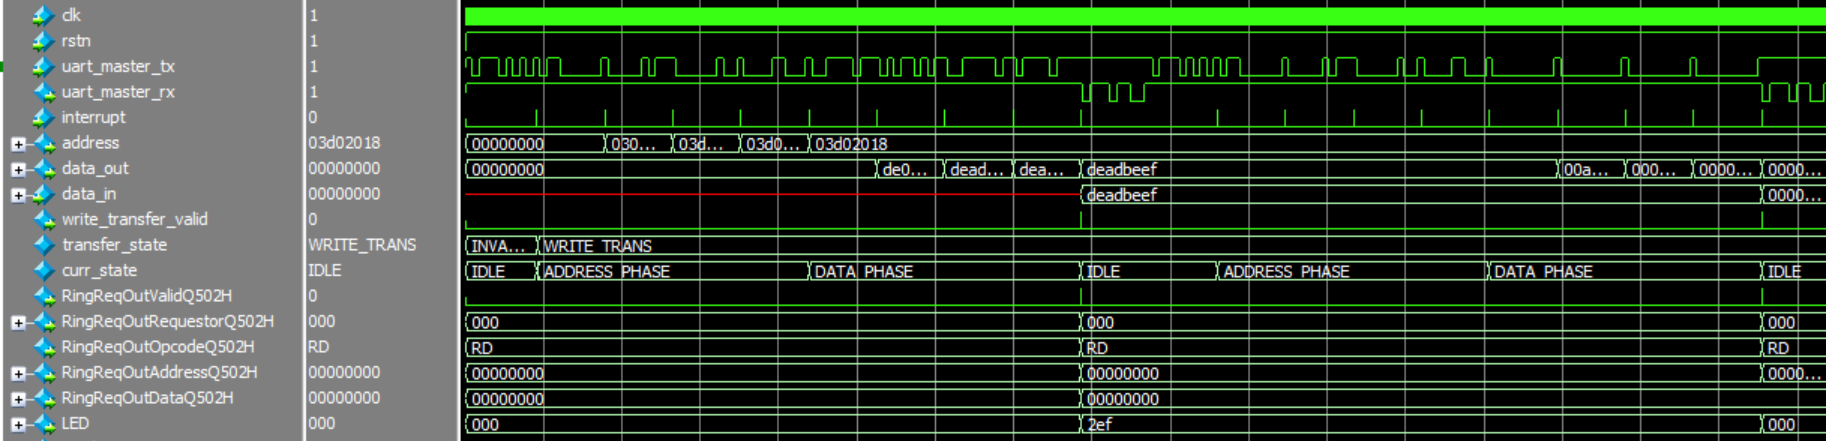 clk 1
rstn 1
uart_master_tx 1
uart_master_rx 1
interrupt 0
address 03d02018 00000000 030... 03d... 03d0... 03d02018
data_out 00000000 00000000 de0... dead... dea... deadbeef 00a... 000... 0000... 0000...
data_in 00000000 deadbeef 0000...
write_transfer_valid 0
transfer_state WRITE_TRANS INVA... WRITE_TRANS
curr_state IDLE IDLE ADDRESS_PHASE DATA_PHASE IDLE ADDRESS_PHASE DATA_PHASE IDLE
RingReqOutValidQ502H 0
RingReqOutRequestorQ502H 000 000 000 000
RingReqOutOpcodeQ502H RD RD RD RD
RingReqOutAddressQ502H 00000000 00000000 00000000 0000...
RingReqOutDataQ502H 00000000 00000000 00000000
LED 000 000 2ef 000